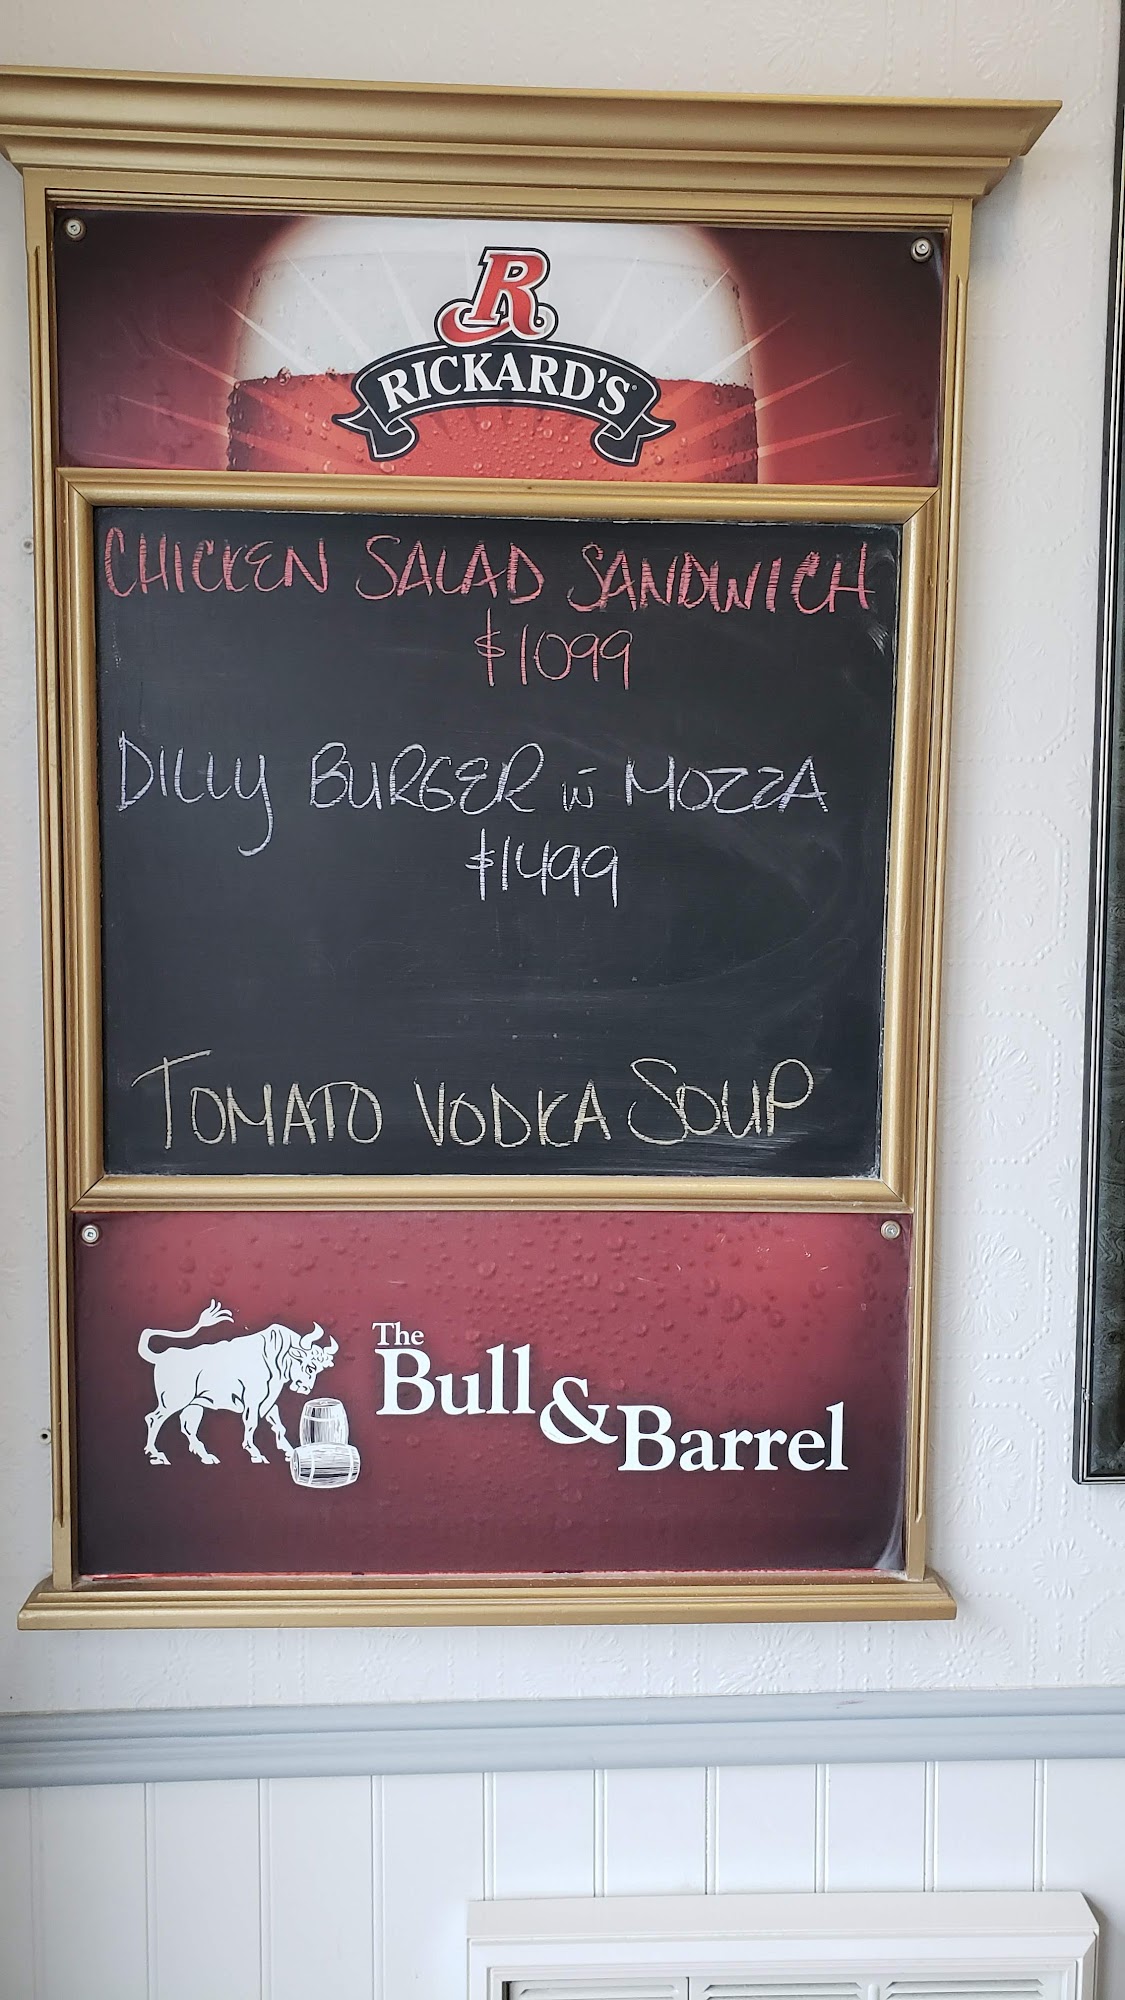 R
RICKARD'S
CHICKEN SALAD SANDWICH
$1099
DILLY BURGER w MOZZA
$1499
TOMATO VODKA SOUP
The
Bull
&
Barrel